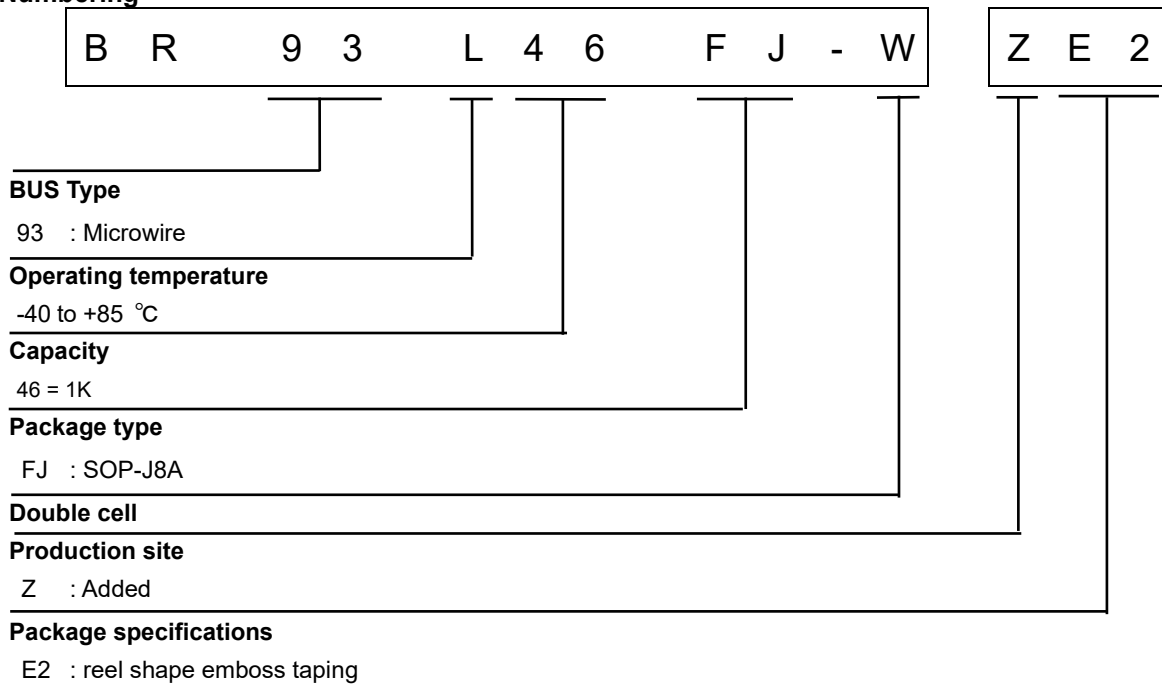 Numbering
B R 9 3 L 4 6 F J - W Z E 2
BUS Type
93 : Microwire
Operating temperature
-40 to +85 ℃
Capacity
46 = 1K
Package type
FJ : SOP-J8A
Double cell
Production site
Z : Added
Package specifications
E2 : reel shape emboss taping